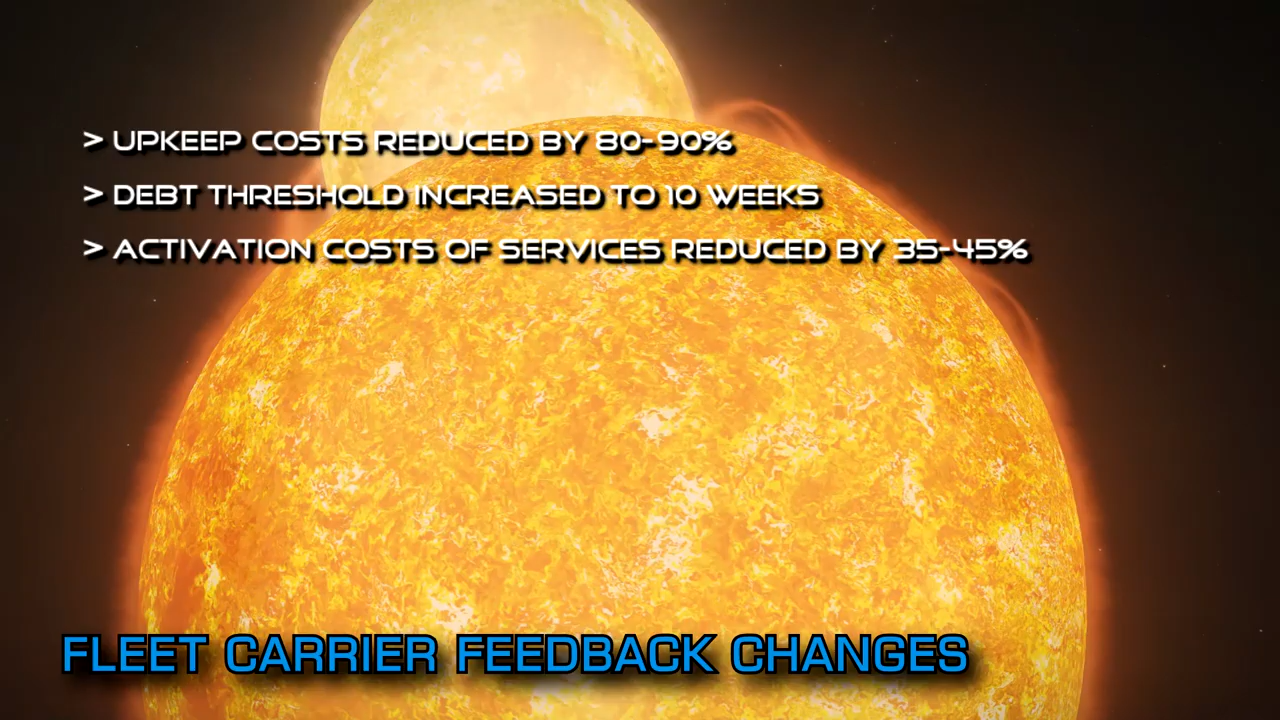 > UPKEEP COSTS REDUCED BY 80-90%
> DEBT THRESHOLD INCREASED TO 10 WEEKS
> ACTIVATION COSTS OF SERVICES REDUCED BY 35-45%
FLEET CARRIER FEEDBACK CHANGES